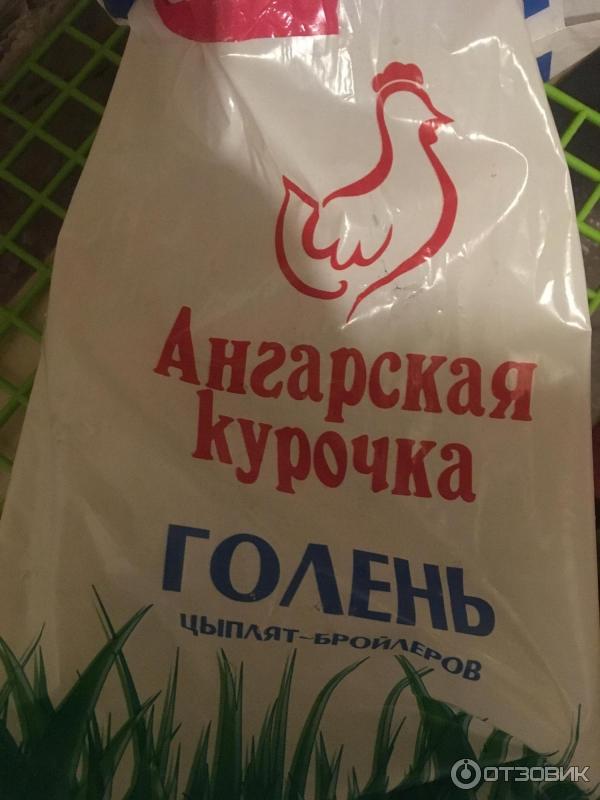 Ангарская
курочка
ГОЛЕНЬ
ЦЫПЛЯТ-БРОЙЛЕРОВ
ОТЗОВИК